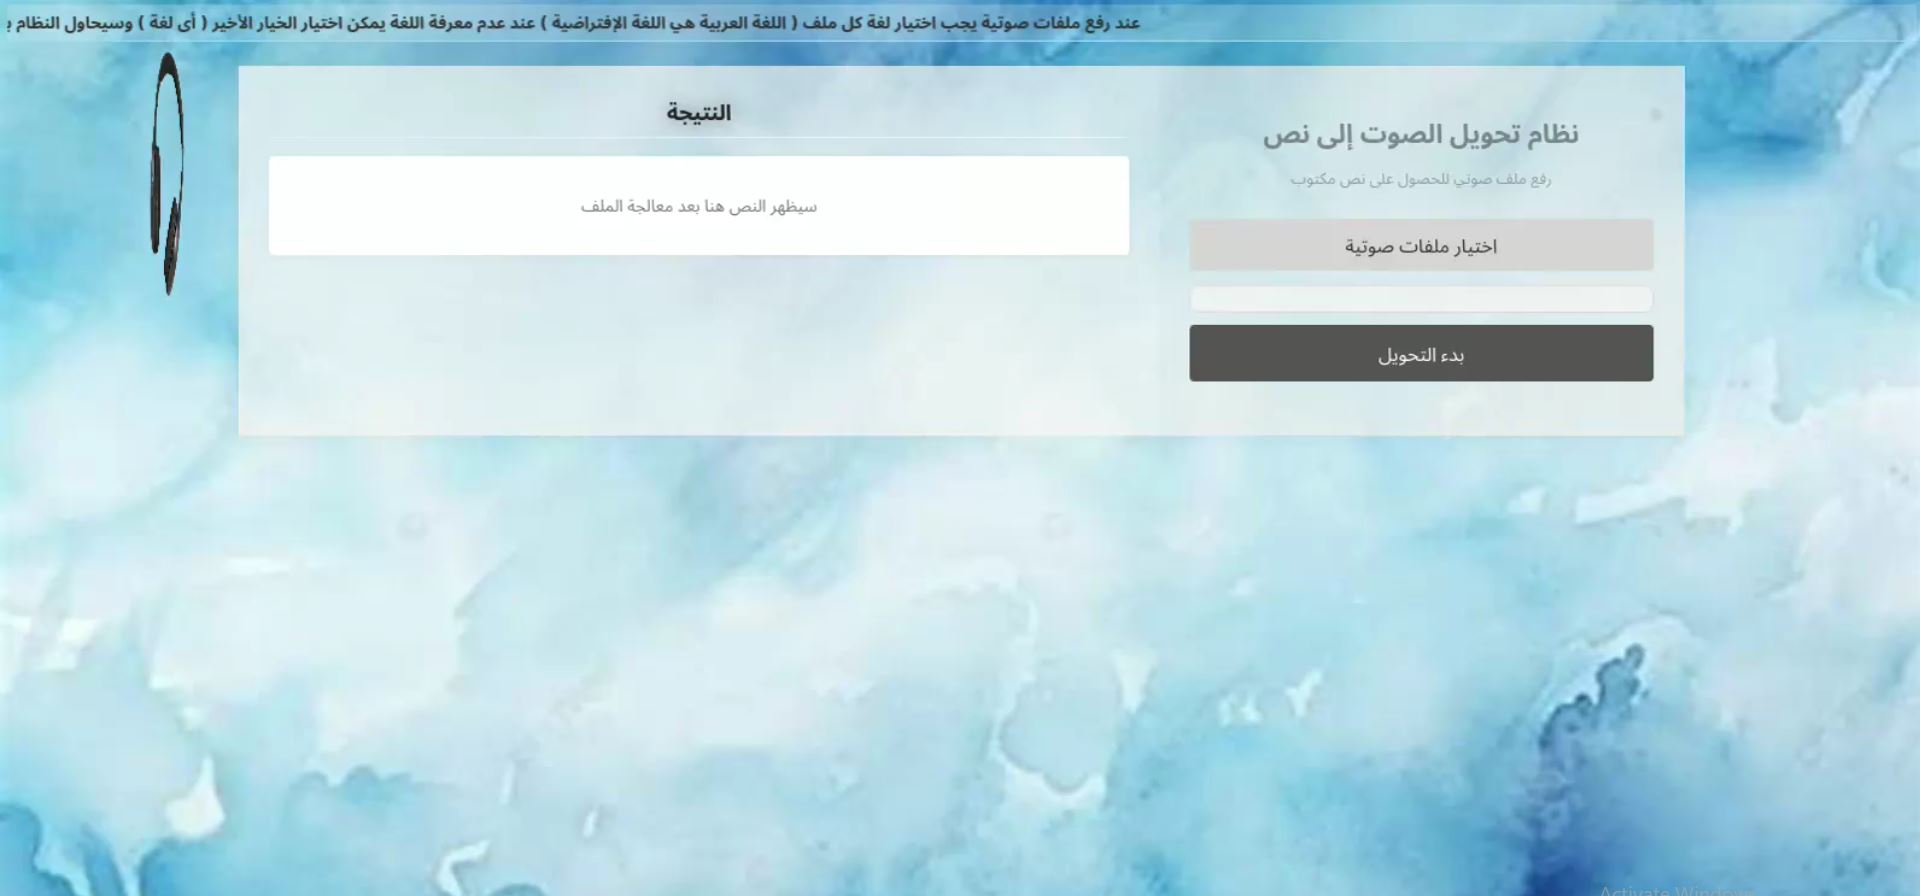 عند رفع ملفات صوتية يجب اختيار لغة كل ملف ( اللغة العربية هي اللغة الإفتراضية ) عند عدم معرفة اللغة يمكن اختيار الخيار الأخير ( أى لغة ) وسيحاول النظام
نظام تحويل الصوت إلى نص
رفع ملف صوتي للحصول على نص مكتوب
اختيار ملفات صوتية
بدء التحويل
النتيجة
سيظهر النص هنا بعد معالجة الملف
Activate Windows